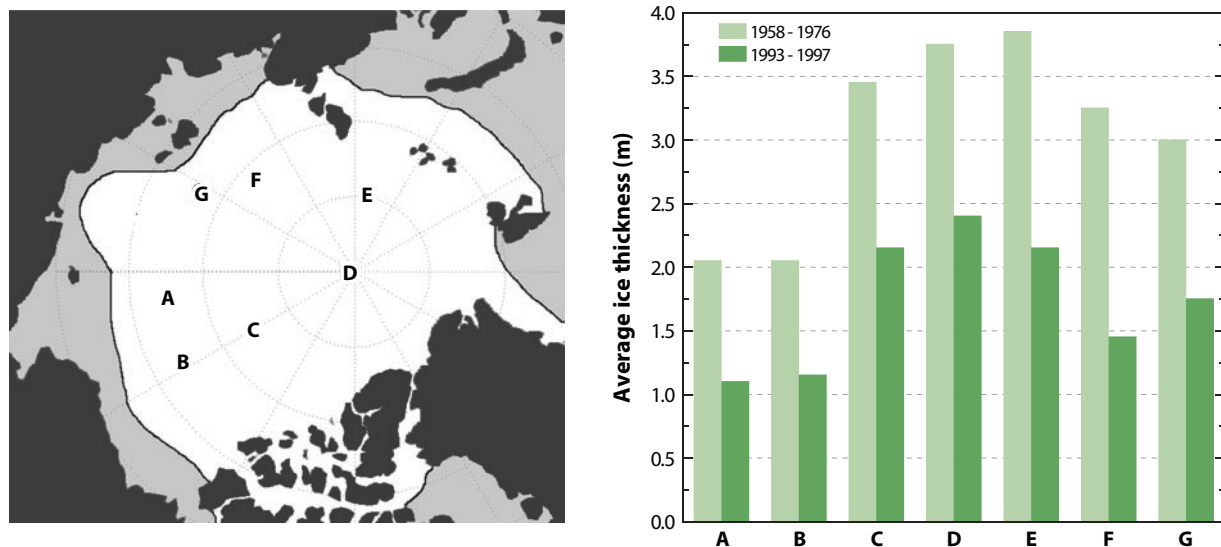 G
F
E
D
A
C
B
Average ice thickness (m)
4.0
3.5
3.0
2.5
2.0
1.5
1.0
0.5
0.0
1958 - 1976
1993 - 1997
A B C D E F G